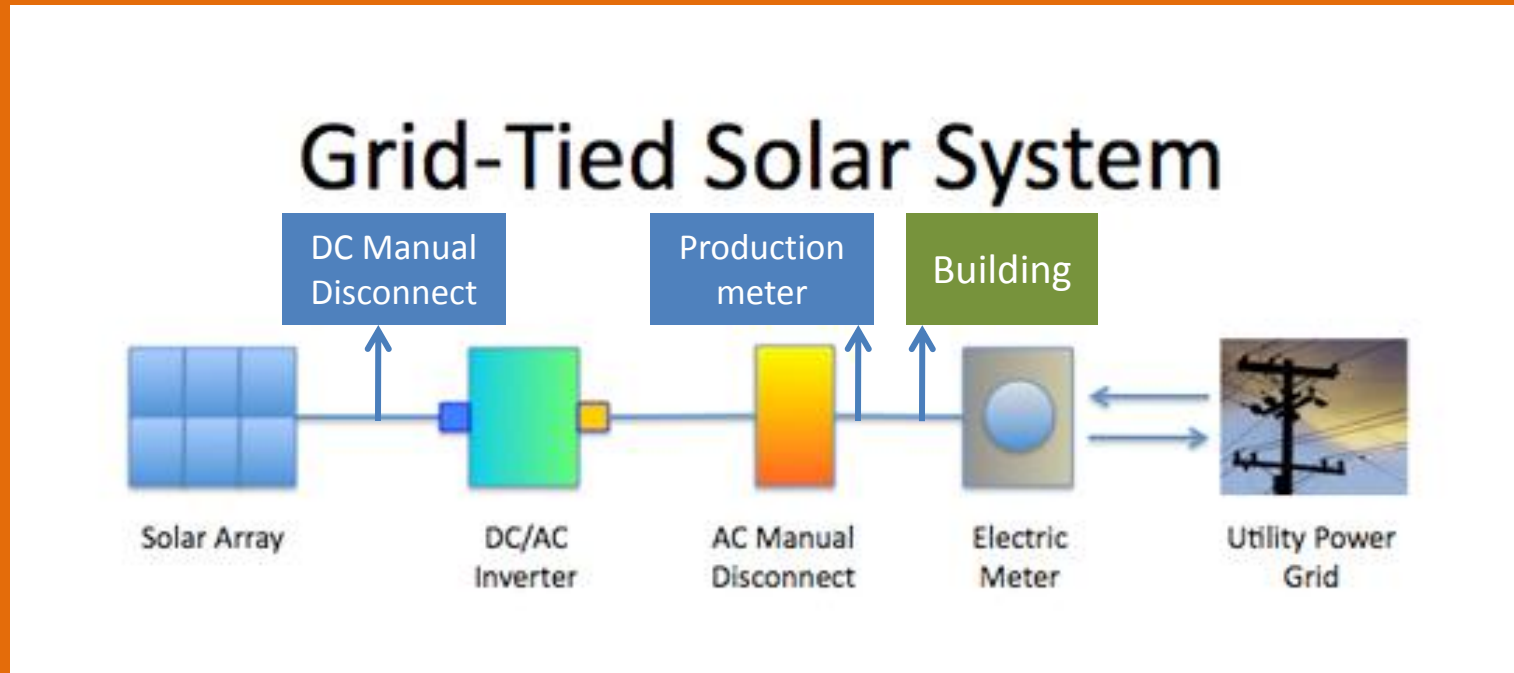 Grid-Tied Solar System
DC Manual
Disconnect
Production
meter
Building
Solar Array
DC/AC
Inverter
AC Manual
Disconnect
Electric
Meter
Utility Power
Grid